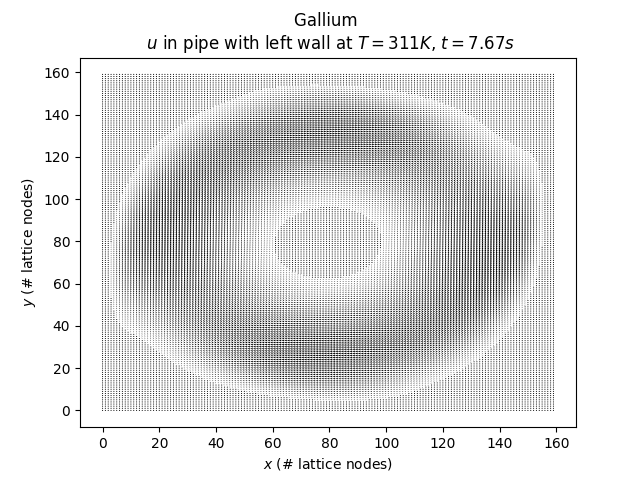 Gallium
u in pipe with left wall at T = 311K, t = 7.67s
160
140
120
100
80
60
40
20
0
y (# lattice nodes)
0 20 40 60 80 100 120 140 160
x (# lattice nodes)